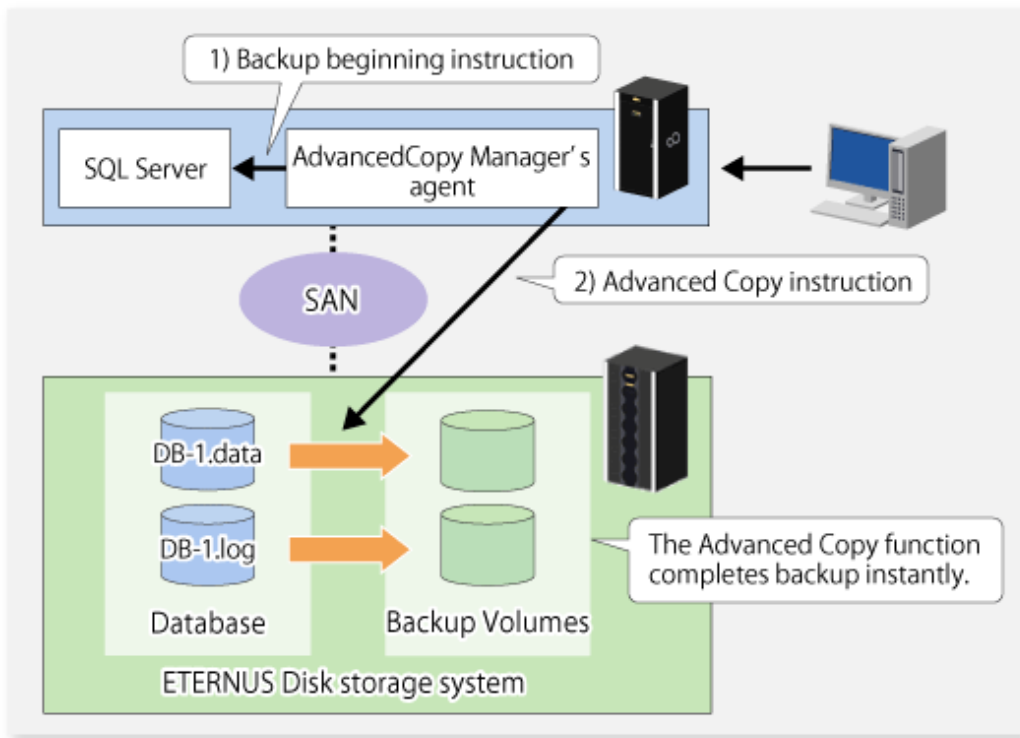 1) Backup beginning instruction
SQL Server
AdvancedCopy Manager’s
agent
SAN
2) Advanced Copy instruction
DB-1.data
DB-1.log
The Advanced Copy function
completes backup instantly.
Database
Backup Volumes
ETERNUS Disk storage system